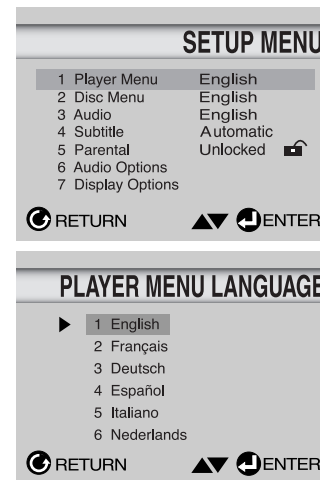 SETUP MENU
1 Player Menu English
2 Disc Menu English
3 Audio English
4 Subtitle Automatic
5 Parental Unlocked
6 Audio Options
7 Display Options
RETURN ENTER
PLAYER MENU LANGUAGE
1 English
2 Français
3 Deutsch
4 Español
5 Italiano
6 Nederlands
RETURN ENTER